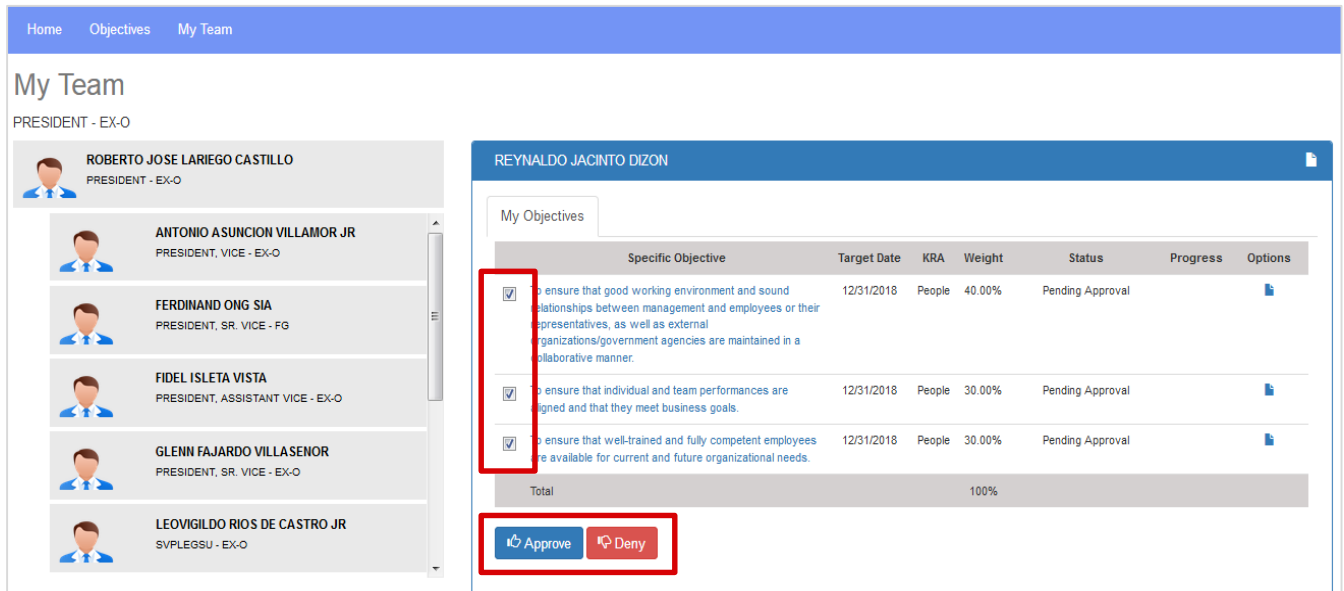 Home Objectives My Team
My Team
PRESIDENT - EX-O
ROBERTO JOSE LARIEGO CASTILLO
PRESIDENT - EX-O
ANTONIO ASUNCION VILLAMOR JR
PRESIDENT, VICE - EX-O
FERDINAND ONG SIA
PRESIDENT, SR. VICE - FG
FIDEL ISLETA VISTA
PRESIDENT, ASSISTANT VICE - EX-O
GLENN FAJARDO VILLASENOR
PRESIDENT, SR. VICE - EX-O
LEOVIGILDO RIOS DE CASTRO JR
SVPLEGSU - EX-O
REYNALDO JACINTO DIZON
My Objectives
Specific Objective Target Date KRA Weight Status Progress Options
To ensure that good working environment and sound 12/31/2018 People 40.00% Pending Approval
relationships between management and employees or their
representatives, as well as external
organizations/government agencies are maintained in a
collaborative manner.
To ensure that individual and team performances are 12/31/2018 People 30.00% Pending Approval
aligned and that they meet business goals.
To ensure that well-trained and fully competent employees 12/31/2018 People 30.00% Pending Approval
are available for current and future organizational needs.
Total 100%
Approve Deny